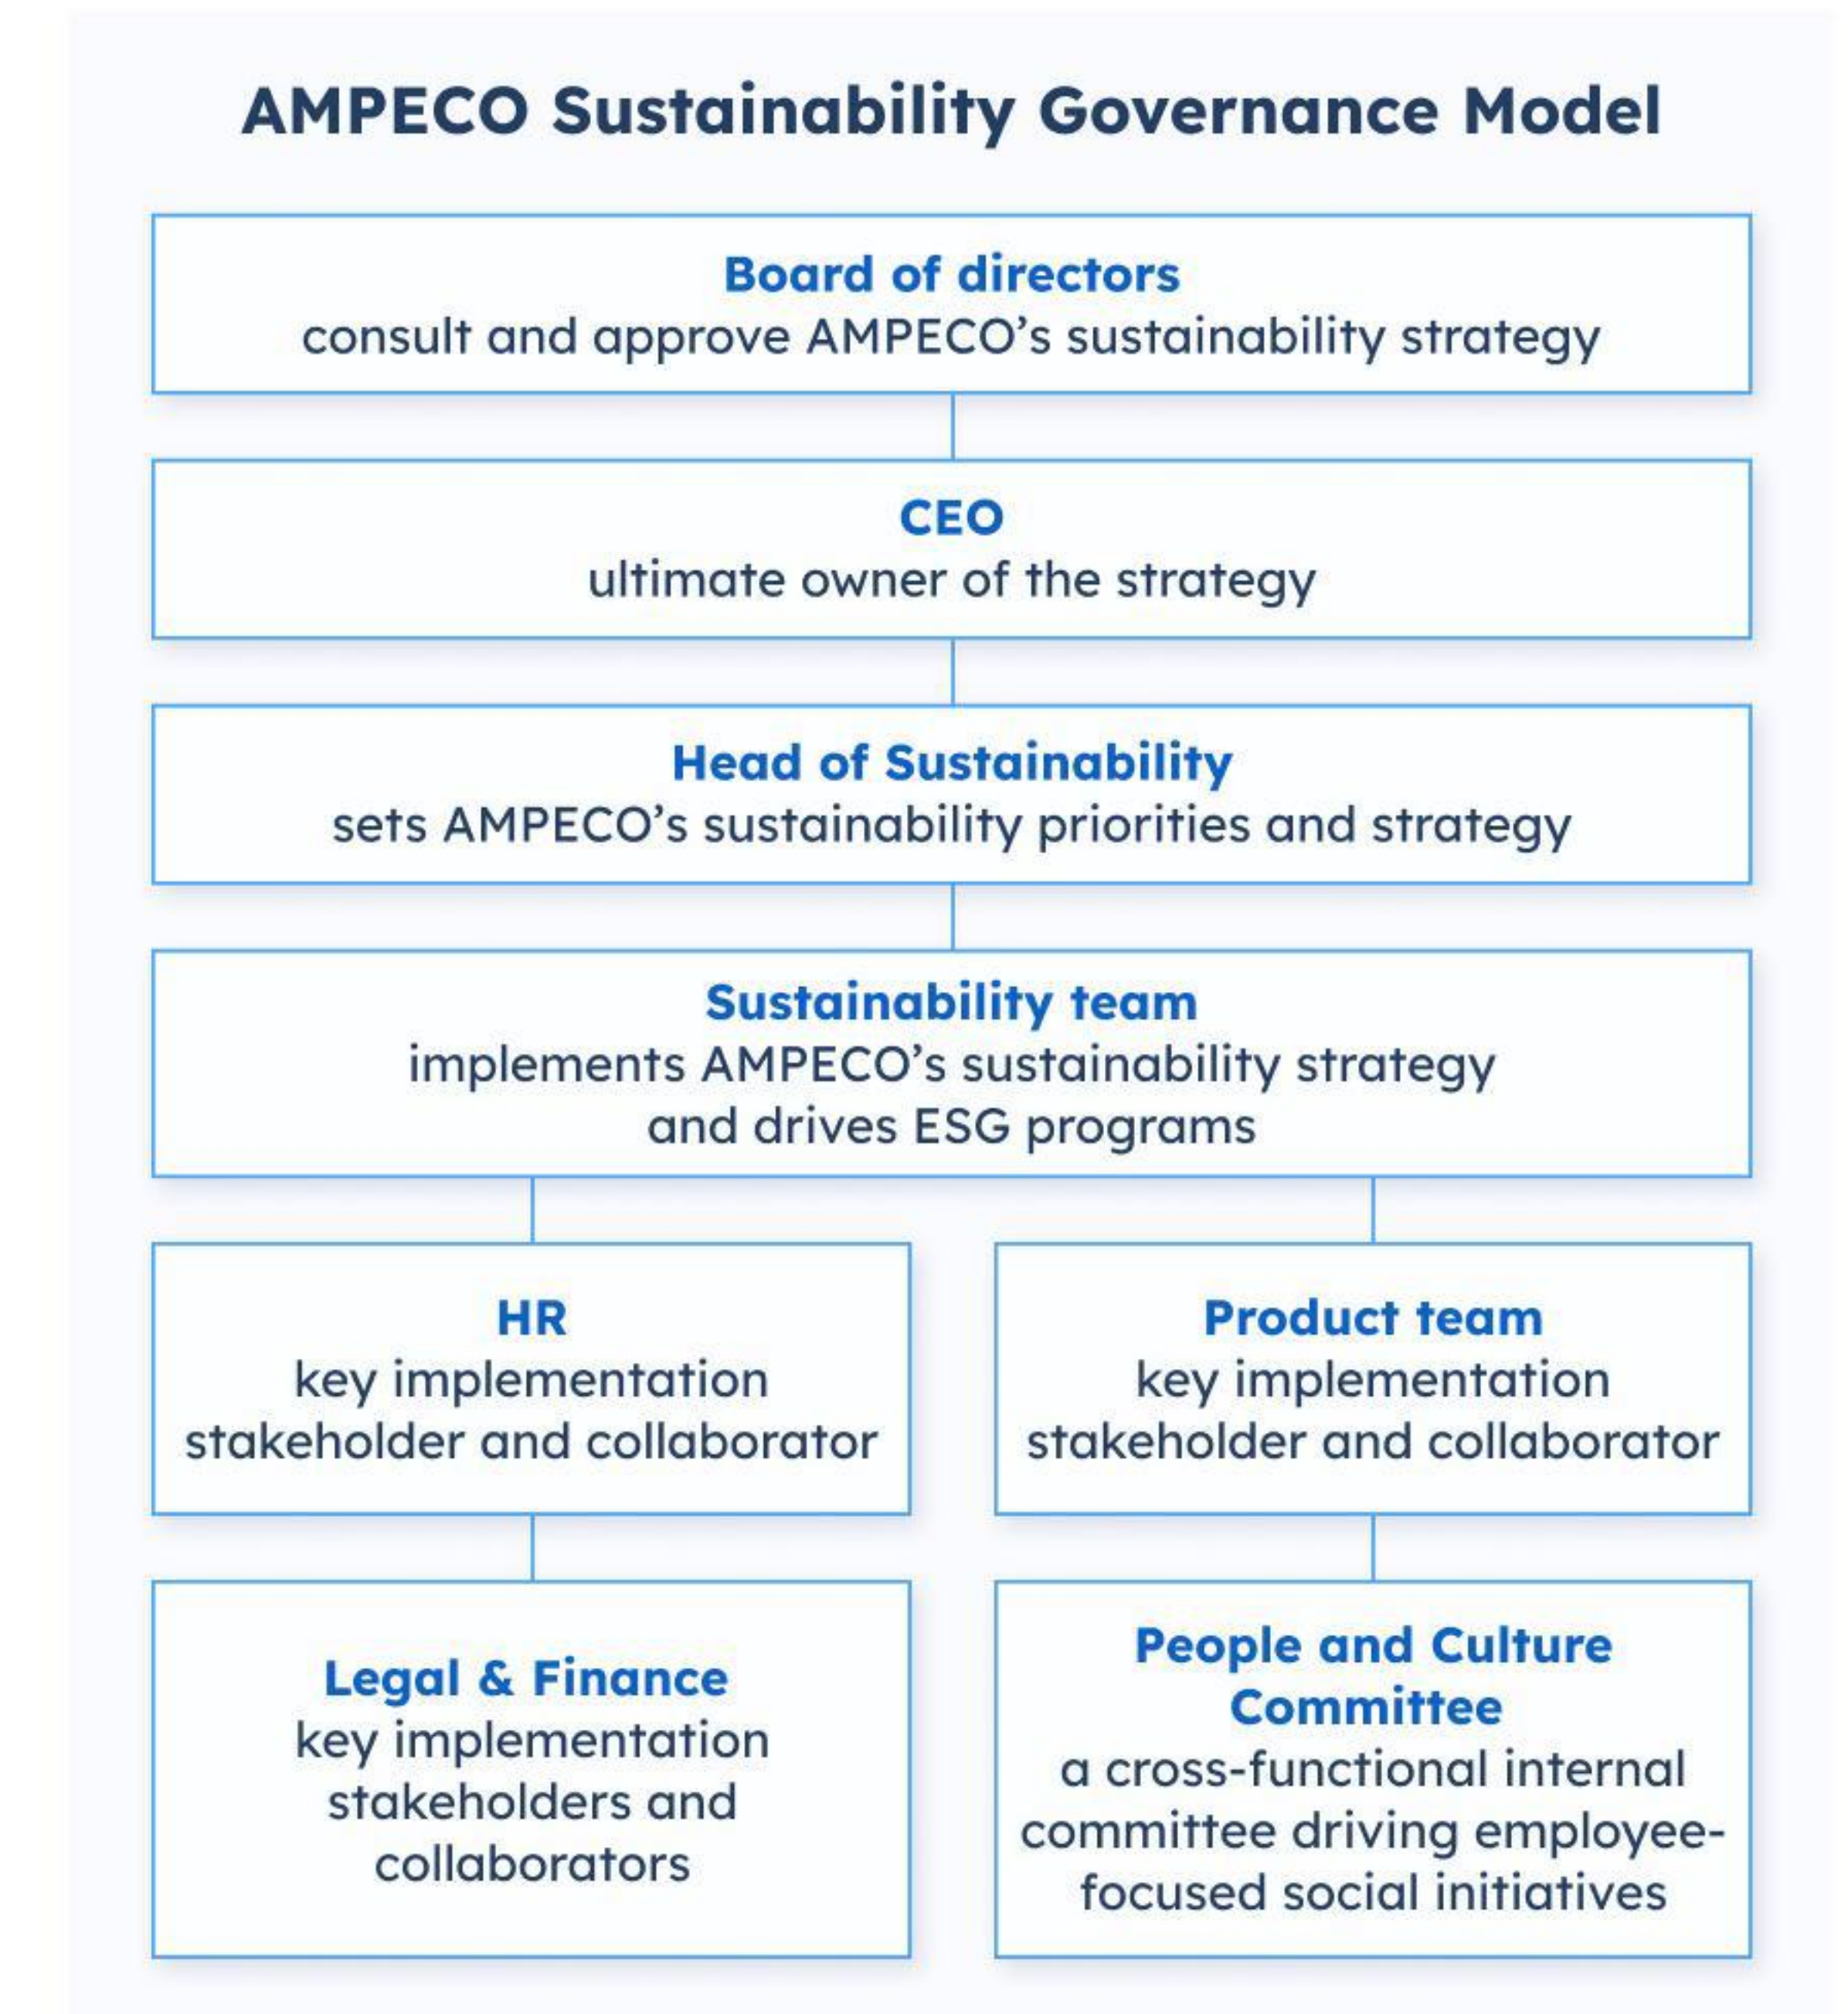 AMPECO Sustainability Governance Model
Board of directors
consult and approve AMPECO’s sustainability strategy
CEO
ultimate owner of the strategy
Head of Sustainability
sets AMPECO’s sustainability priorities and strategy
Sustainability team
implements AMPECO’s sustainability strategy
and drives ESG programs
HR
key implementation
stakeholder and collaborator
Product team
key implementation
stakeholder and collaborator
Legal & Finance
key implementation
stakeholders and
collaborators
People and Culture
Committee
a cross-functional internal
committee driving employee-
focused social initiatives